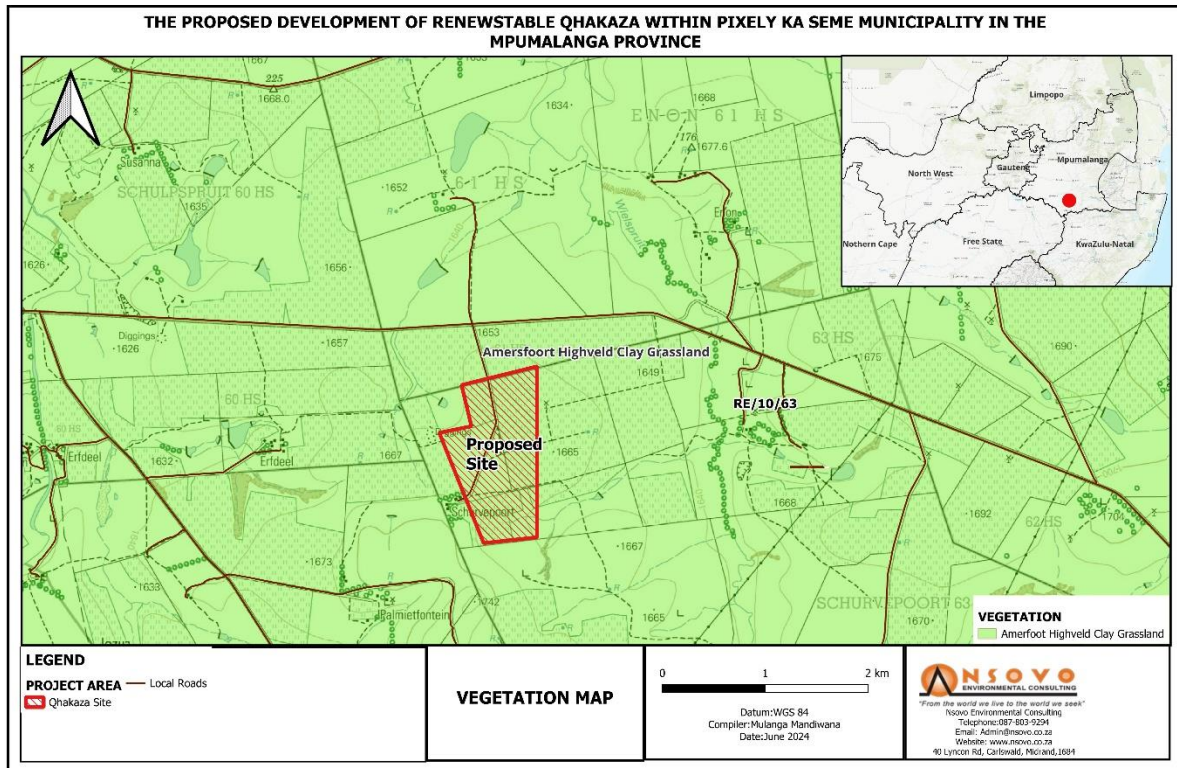 THE PROPOSED DEVELOPMENT OF RENEWSTABLE QHAKAZA WITHIN PIXELY KA SEME MUNICIPALITY IN THE
MPUMALANGA PROVINCE
1667
225
1668.0
1634
1668
ENON 61 HS
176
1677.6
Susanna
SCHULPSPRUIT 60 HS
1635
1652
61 HS
Enon
Wielspruit
1626
1656
Diggings
1626
1657
1653
Amersfoort Highveld Clay Grassland
1649
63 HS
1675
1690
60 HS
RE/10/63
Proposed
Site
1665
Erfdeel
1632
Erfdeel
1667
Schurvepoort
1668
1692
62 HS
1704
1667
1673
1633
1742
Palmietfontein
1665
SCHURVEPOORT 63
1670
Limpopo
North West
Gauteng
Mpumalanga
Nothern Cape
Free State
KwaZulu-Natal
VEGETATION
Amerfoot Highveld Clay Grassland
LEGEND
PROJECT AREA
Local Roads
Qhakaza Site
VEGETATION MAP
0 1 2 km
Datum:WGS 84
Compiler:Mulanga Mandiwana
Date:June 2024
NSOVO
ENVIRONMENTAL CONSULTING
"From the world we live to the world we seek"
Nsovo Environmental Consulting
Telephone:087-803-9294
Email: Admin@nsovo.co.za
Website: www.nsovo.co.za
40 Lyncon Rd, Carlswald, Midrand,1684